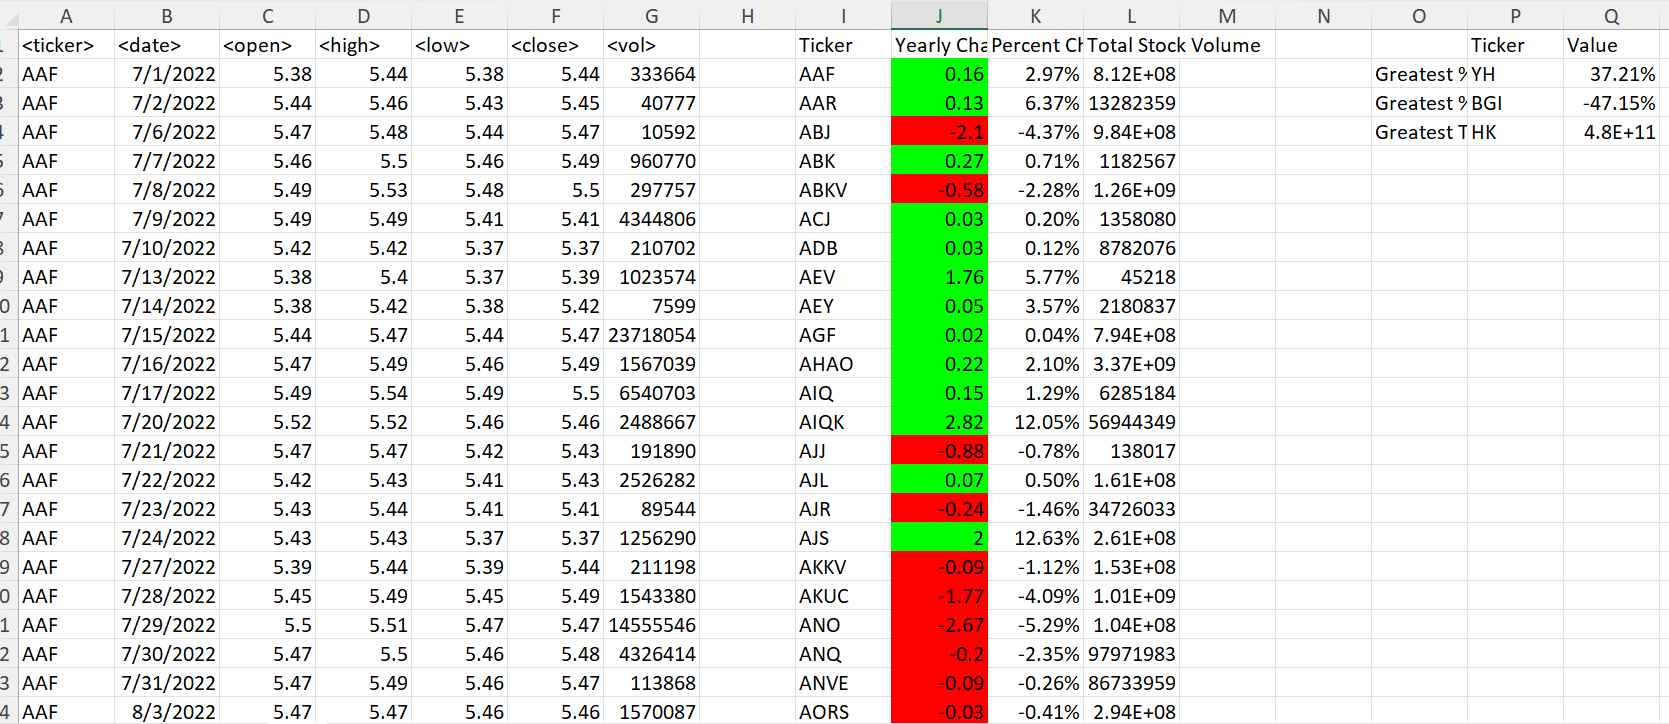 A B C D E F G H I J K L M N O P Q
<ticker> <date> <open> <high> <low> <close> <vol> Ticker Yearly Cha Percent Ch Total Stock Volume Ticker Value
AAF 7/1/2022 5.38 5.44 5.38 5.44 333664 AAF 0.16 2.97% 8.12E+08 Greatest % YH 37.21%
AAF 7/2/2022 5.44 5.46 5.43 5.45 40777 AAR 0.13 6.37% 13282359 Greatest % BGI -47.15%
AAF 7/6/2022 5.47 5.48 5.44 5.47 10592 ABJ -2.1 -4.37% 9.84E+08 Greatest T HK 4.8E+11
AAF 7/7/2022 5.46 5.5 5.46 5.49 960770 ABK 0.27 0.71% 1182567
AAF 7/8/2022 5.49 5.53 5.48 5.5 297757 ABKV -0.58 -2.28% 1.26E+09
AAF 7/9/2022 5.49 5.49 5.41 5.41 4344806 ACJ 0.03 0.20% 1358080
AAF 7/10/2022 5.42 5.42 5.37 5.37 210702 ADB 0.03 0.12% 8782076
AAF 7/13/2022 5.38 5.4 5.37 5.39 1023574 AEV 1.76 5.77% 45218
AAF 7/14/2022 5.38 5.42 5.38 5.42 7599 AEY 0.05 3.57% 2180837
AAF 7/15/2022 5.44 5.47 5.44 5.47 23718054 AGF 0.02 0.04% 7.94E+08
AAF 7/16/2022 5.47 5.49 5.46 5.49 1567039 AHAO 0.22 2.10% 3.37E+09
AAF 7/17/2022 5.49 5.54 5.49 5.5 6540703 AIQ 0.15 1.29% 6285184
AAF 7/20/2022 5.52 5.52 5.46 5.46 2488667 AIQK 2.82 12.05% 56944349
AAF 7/21/2022 5.47 5.47 5.42 5.43 191890 AJJ -0.88 -0.78% 138017
AAF 7/22/2022 5.42 5.43 5.41 5.43 2526282 AJL 0.07 0.50% 1.61E+08
AAF 7/23/2022 5.43 5.44 5.41 5.41 89544 AJR -0.24 -1.46% 34726033
AAF 7/24/2022 5.43 5.43 5.37 5.37 1256290 AJS 2 12.63% 2.61E+08
AAF 7/27/2022 5.39 5.44 5.39 5.44 211198 AKKV -0.09 -1.12% 1.53E+08
AAF 7/28/2022 5.45 5.49 5.45 5.49 1543380 AKUC -1.77 -4.09% 1.01E+09
AAF 7/29/2022 5.5 5.51 5.47 5.47 14555546 ANO -2.67 -5.29% 1.04E+08
AAF 7/30/2022 5.47 5.5 5.46 5.48 4326414 ANQ -0.2 -2.35% 97971983
AAF 7/31/2022 5.47 5.49 5.46 5.47 113868 ANVE -0.09 -0.26% 86733959
AAF 8/3/2022 5.47 5.47 5.46 5.46 1570087 AORS -0.03 -0.41% 2.94E+08